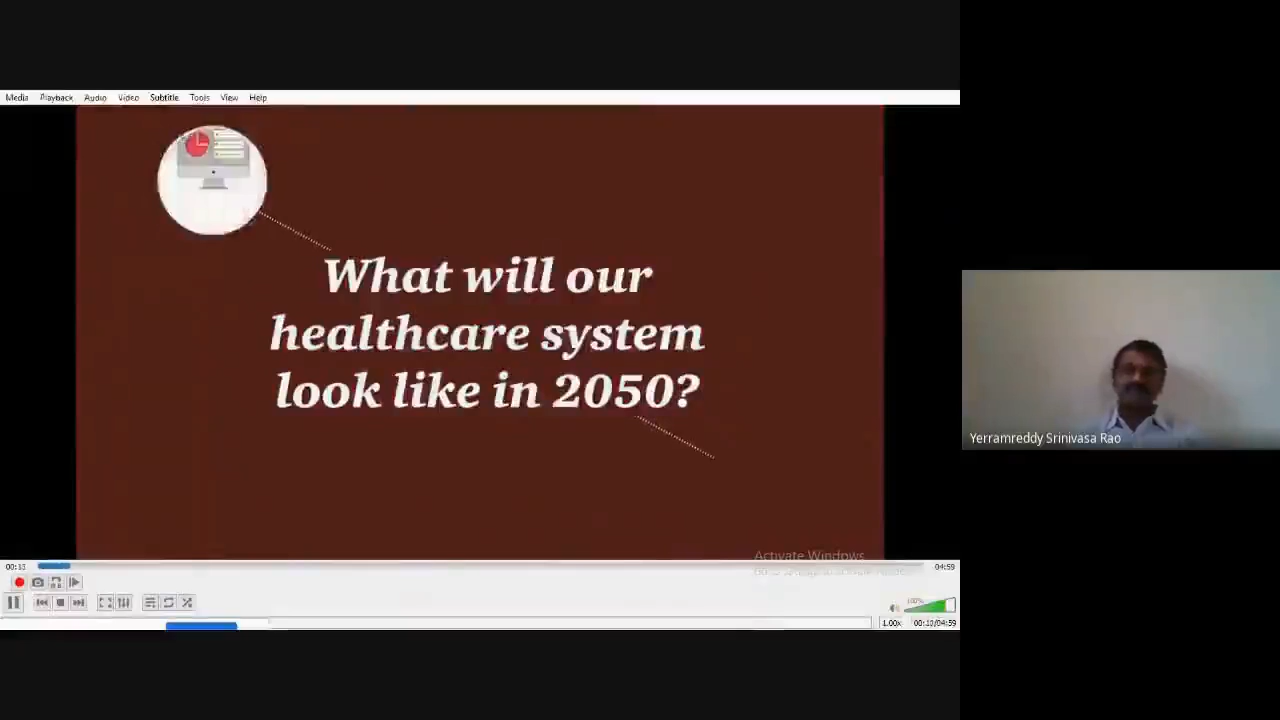 Media Playback Audio Video Subtitle Tools View Help
What will our
healthcare system
look like in 2050?
Yerramreddy Srinivasa Rao
Activate Windows
04:59
100%
1.00x